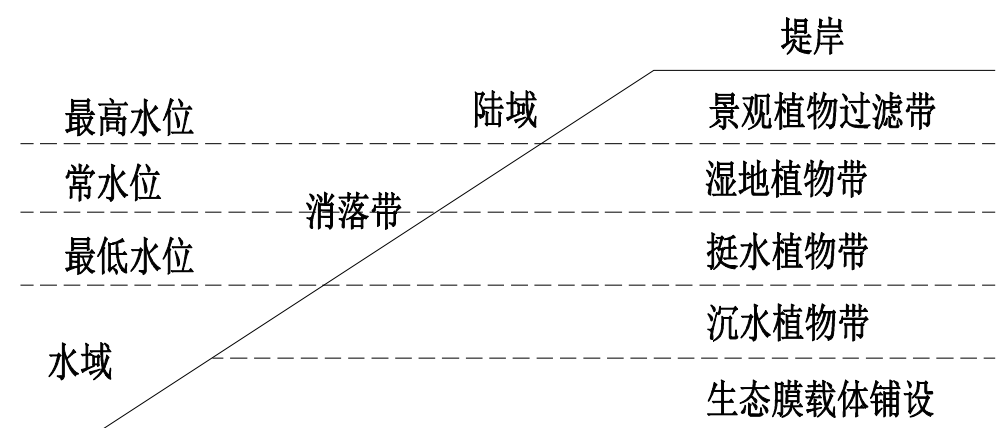 堤岸
最高水位
陆域
景观植物过滤带
常水位
消落带
湿地植物带
最低水位
挺水植物带
沉水植物带
水域
生态膜载体铺设